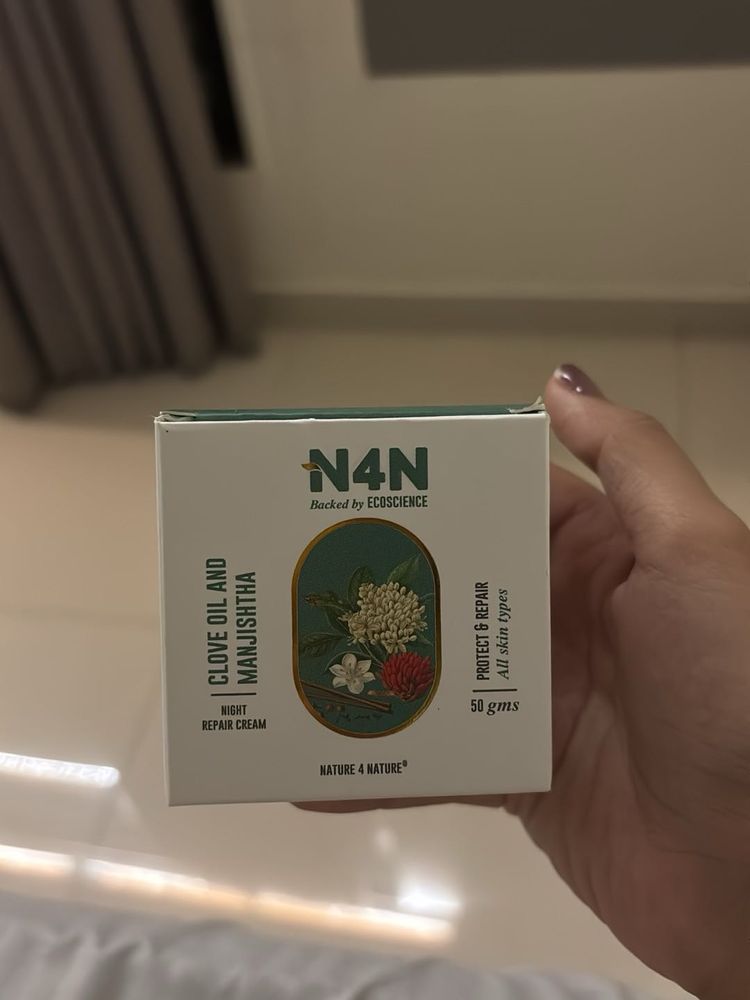 N4N
Backed by ECOSCIENCE
CLOVE OIL AND
MANJISHTHA
NIGHT
REPAIR CREAM
PROTECT & REPAIR
All skin types
50 gms
NATURE 4 NATURE®